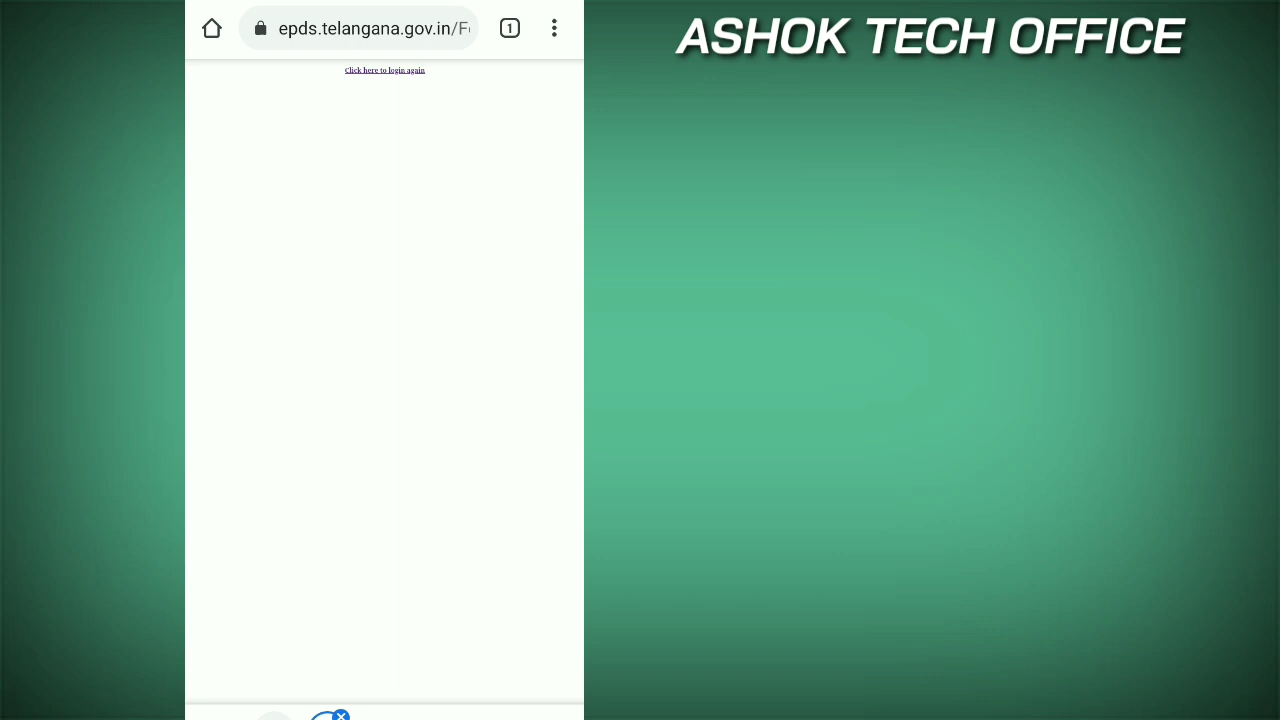 epds.telangana.gov.in/F
1
ASHOK TECH OFFICE
Click here to login again